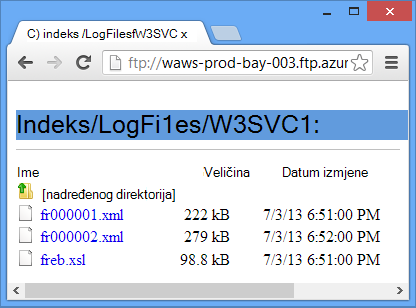 C) indeks /LogFilesfW3SVC x
ftp://waws-prod-bay-003.ftp.azur
Indeks/LogFi1es/W3SVC1:
Ime Veličina Datum izmjene
[nadređenog direktorija]
fr000001.xml 222 kB 7/3/13 6:51:00 PM
fr000002.xml 279 kB 7/3/13 6:52:00 PM
freb.xsl 98.8 kB 7/3/13 6:51:00 PM